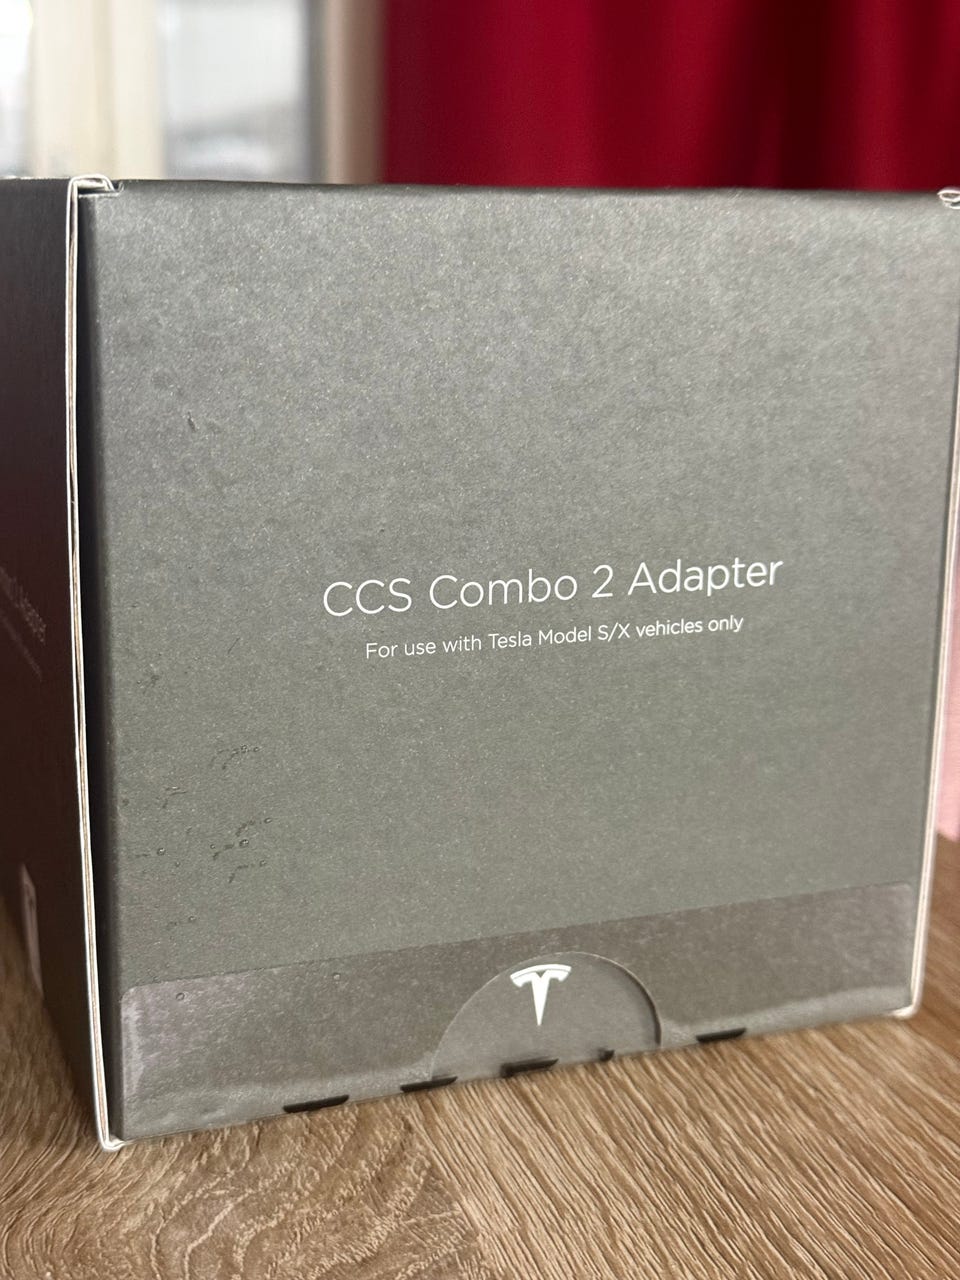 CCS Combo 2 Adapter
For use with Tesla Model S/X vehicles only